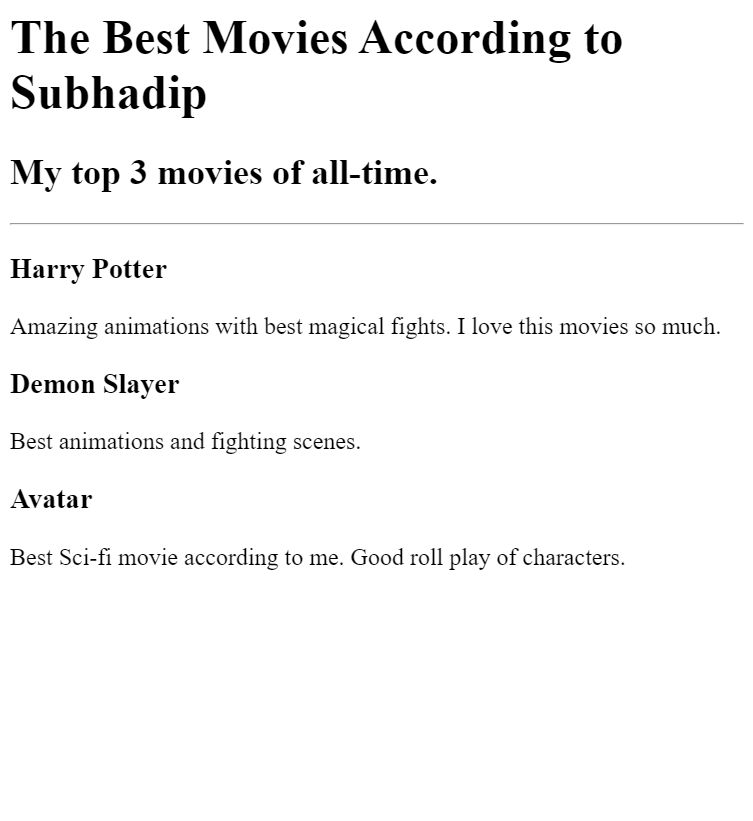 The Best Movies According to
Subhadip
My top 3 movies of all-time.
Harry Potter
Amazing animations with best magical fights. I love this movies so much.
Demon Slayer
Best animations and fighting scenes.
Avatar
Best Sci-fi movie according to me. Good roll play of characters.